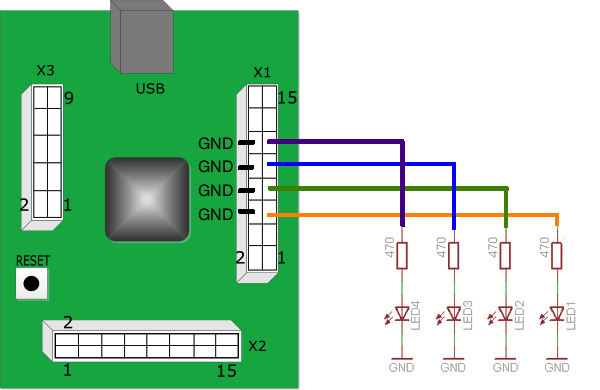 USB
X3
X1
9
15
GND
GND
GND
GND
2
1
2
1
RESET
2
X2
1
15
470
470
470
470
LED4
LED3
LED2
LED1
GND
GND
GND
GND